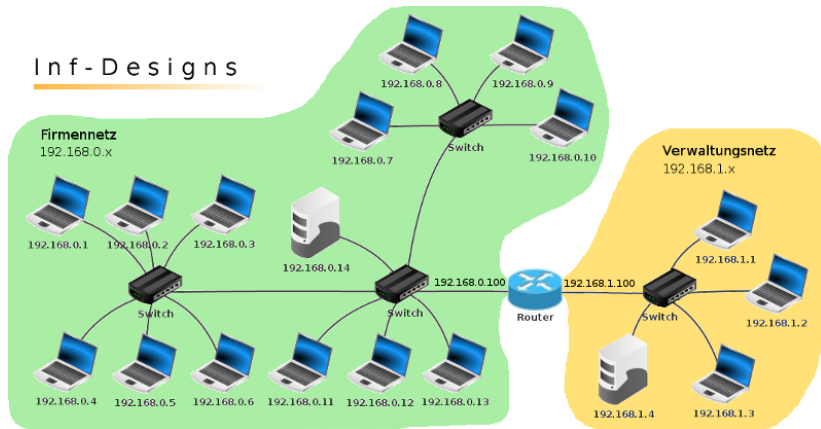 Inf-Designs
192.168.0.8
192.168.0.9
Firmennetz
192.168.0.x
192.168.0.7
Switch
192.168.0.10
Verwaltungsnetz
192.168.1.x
192.168.0.1
192.168.0.2
192.168.0.3
192.168.0.14
192.168.1.1
192.168.0.100
192.168.1.100
Switch
Switch
Router
Switch
192.168.1.2
192.168.0.4
192.168.0.5
192.168.0.6
192.168.0.11
192.168.0.12
192.168.0.13
192.168.1.4
192.168.1.3